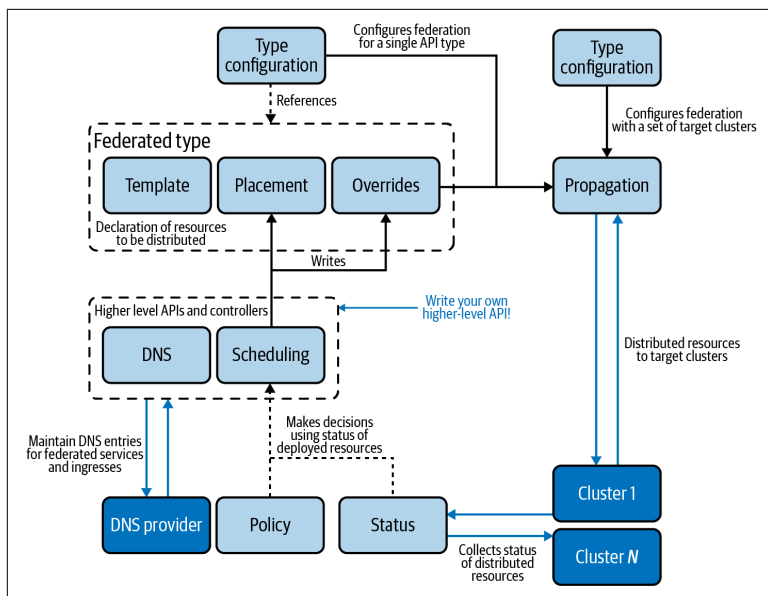 Type
configuration
Configures federation
for a single API type
Type
configuration
References
Configures federation
with a set of target clusters
Federated type
Template
Placement
Overrides
Propagation
Declaration of resources
to be distributed
Writes
Higher level APIs and controllers
Write your own
higher-level API!
DNS
Scheduling
Distributed resources
to target clusters
Maintain DNS entries
for federated services
and ingresses
Makes decisions
using status of
deployed resources
Cluster 1
DNS provider
Policy
Status
Collects status
of distributed
resources
Cluster N